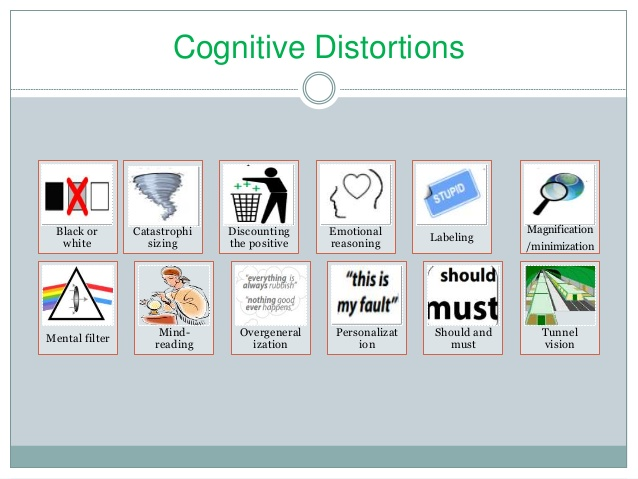 Cognitive Distortions
Black or
white
Catastrophi
sizing
Discounting
the positive
Emotional
reasoning
STUPID
Labeling
Magnification
/minimization
Mental filter
Mind-
reading
"everything is
always rubbish"
"nothing good
ever happens"
Overgeneral
ization
"this is
my fault"
Personalizat
ion
should
must
Should and
must
Tunnel
vision